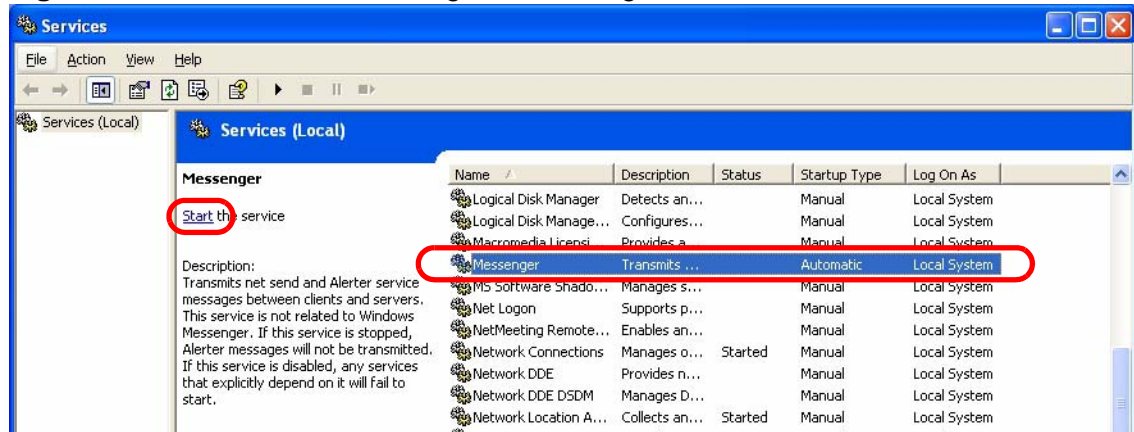 Services
File Action View Help
Services (Local)
Services (Local)
Messenger
Start the service
Description:
Transmits net send and Alerter service
messages between clients and servers.
This service is not related to Windows
Messenger. If this service is stopped,
Alerter messages will not be transmitted.
If this service is disabled, any services
that explicitly depend on it will fail to
start.
Name Description Status Startup Type Log On As
Logical Disk Manager Detects an... Manual Local System
Logical Disk Manage... Configures... Manual Local System
Macromedia Licensi... Provides a ... Manual Local System
Messenger Transmits ... Automatic Local System
MS Software Shado... Manages s... Manual Local System
Net Logon Supports p... Manual Local System
NetMeeting Remote... Enables an... Manual Local System
Network Connections Manages o... Started Manual Local System
Network DDE Provides n... Manual Local System
Network DDE DSDM Manages D... Manual Local System
Network Location A... Collects an... Started Manual Local System